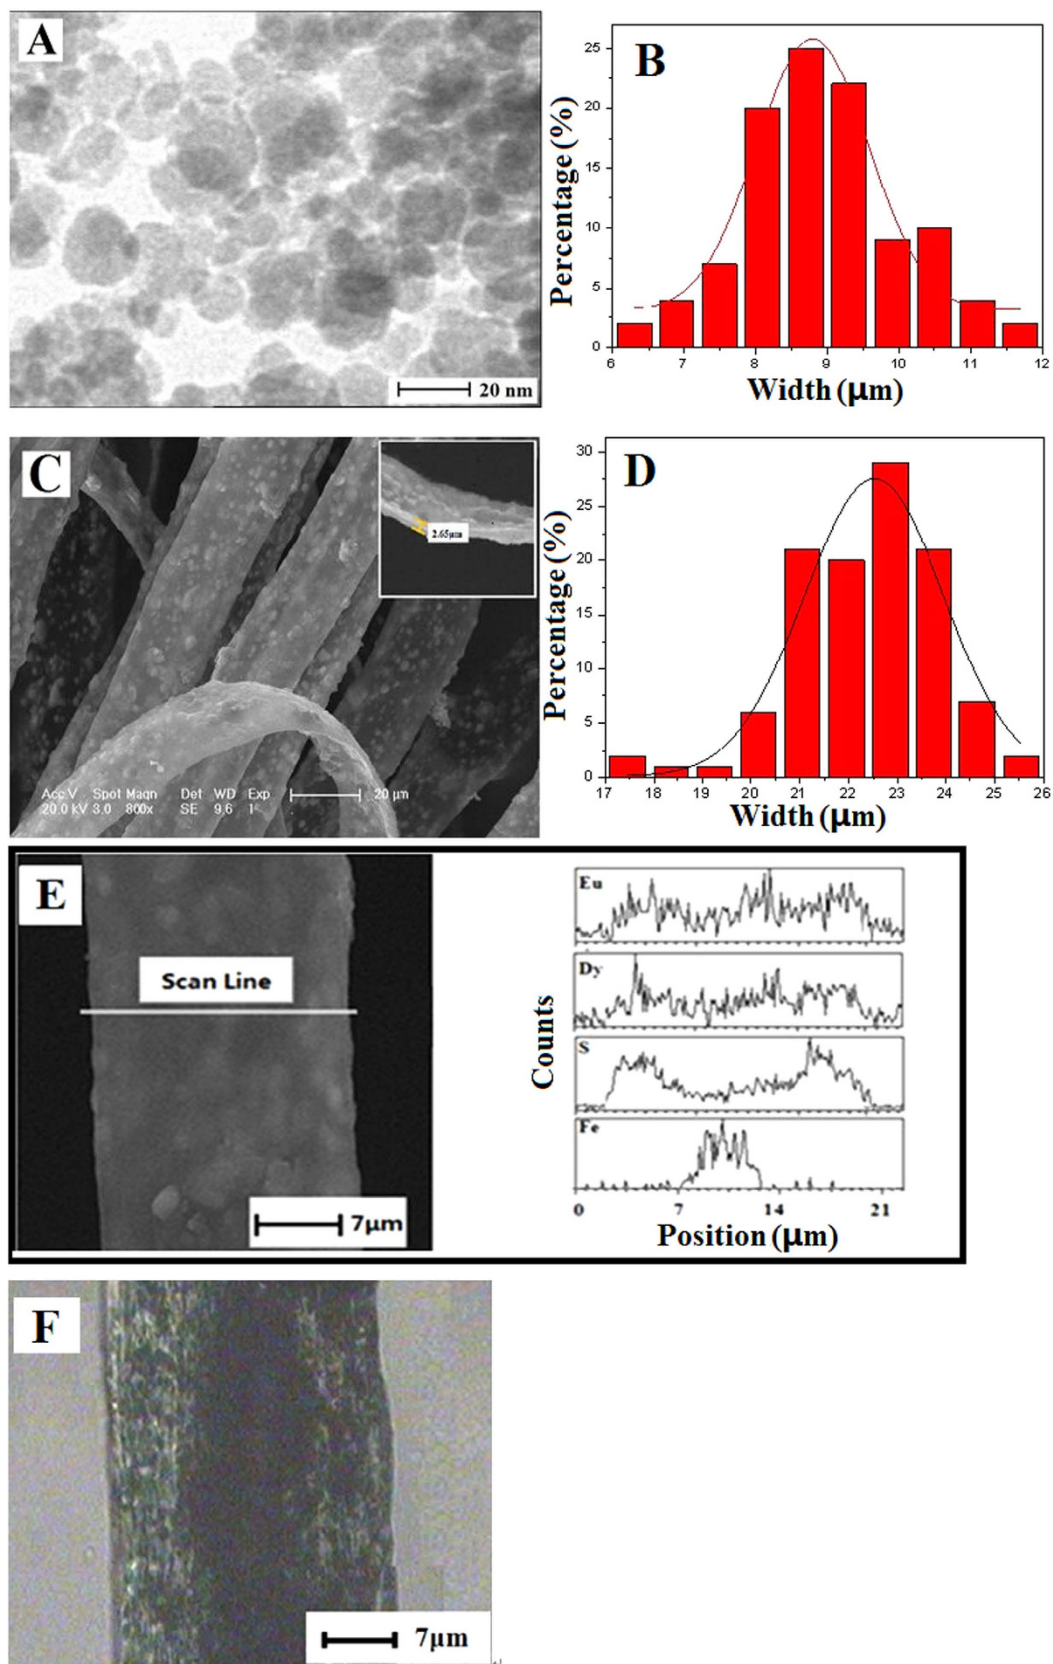 A
20 nm
B
Percentage (%)
25
20
15
10
5
0
6 7 8 9 10 11 12
Width (μm)
C
2.65μm
Acc.V Spot Magn Det WD Exp 20 μm
20.0 kV 3.0 800x SE 9.6 1
D
Percentage (%)
30
25
20
15
10
5
0
17 18 19 20 21 22 23 24 25 26
Width (μm)
E
Scan Line
7μm
Counts
Eu
Dy
S
Fe
0 7 14 21
Position (μm)
F
7μm